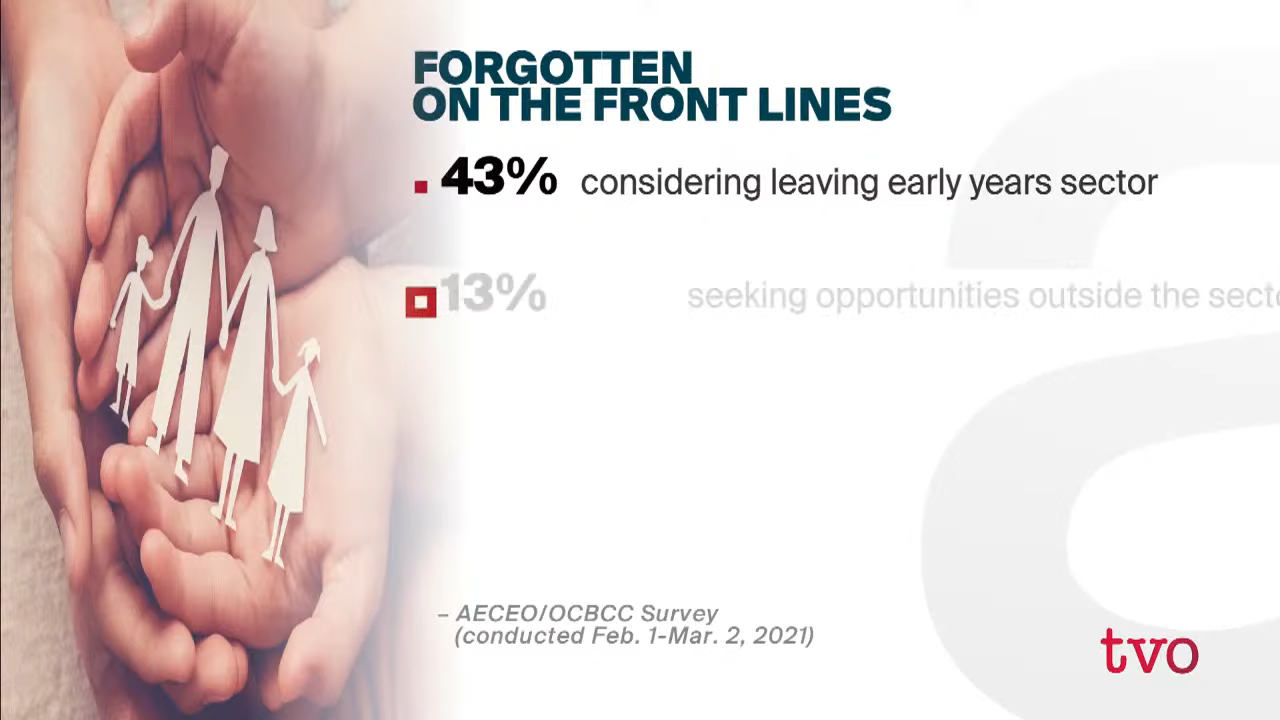 FORGOTTEN
ON THE FRONT LINES
43% considering leaving early years sector
13% seeking opportunities outside the
– AECEO/OCBCC Survey
(conducted Feb. 1-Mar. 2, 2021)
tvo